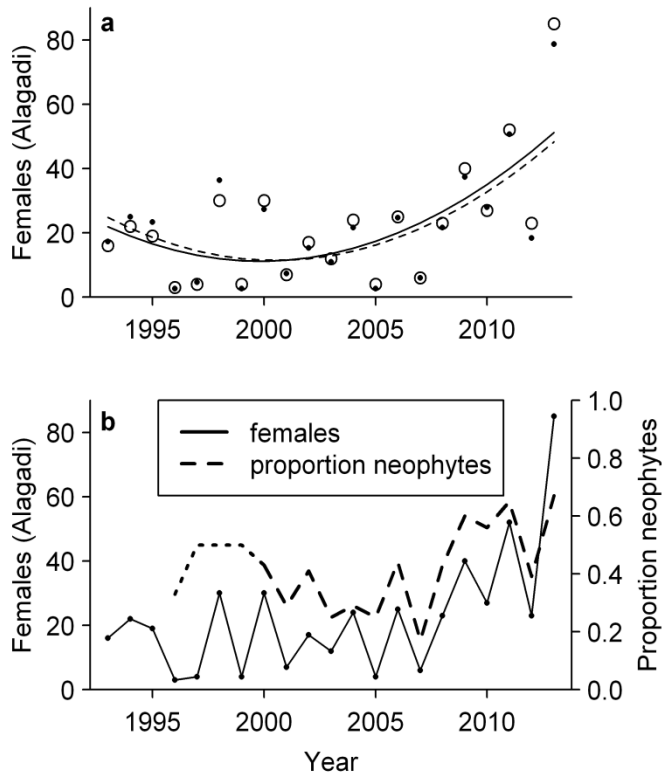 a
Females (Alagadi)
80
60
40
20
0
1995 2000 2005 2010
b
Females (Alagadi)
80
60
40
20
0
females
proportion neophytes
1.0
0.8
0.6
0.4
0.2
0.0
Proportion neophytes
1995 2000 2005 2010
Year